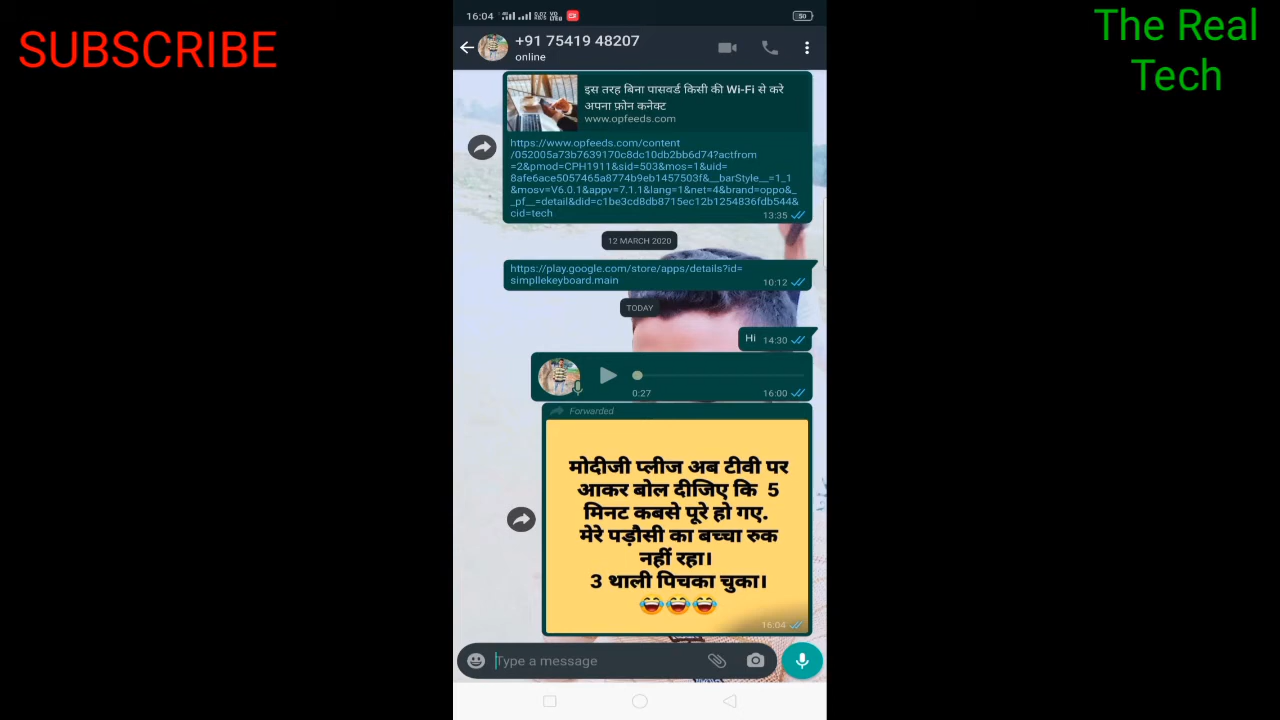 SUBSCRIBE
The Real
Tech
16:04
50
+91 75419 48207
online
इस तरह बिना पासवर्ड किसी की Wi-Fi से करे
अपना फ़ोन कनेक्ट
www.opfeeds.com
https://www.opfeeds.com/content
/052005a73b7639170c8dc10db2bb6d74?actfrom
=2&pmod=CPH1911&sid=503&mos=1&uid=
8afe6ace5057465a8774b9eb1457503f&__barStyle__=1_1
&mosv=V6.0.1&appv=7.1.1&lang=1&net=4&brand=oppo&_
_pf__=detail&did=c1be3cd8db8715ec12b1254836fdb544&
cid=tech
13:35
12 MARCH 2020
https://play.google.com/store/apps/details?id=
simpllekeyboard.main
10:12
TODAY
Hi 14:30
0:27 16:00
Forwarded
मोदीजी प्लीज अब टीवी पर
आकर बोल दीजिए कि 5
मिनट कबसे पूरे हो गए.
मेरे पड़ौसी का बच्चा रुक
नहीं रहा।
3 थाली पिचका चुका।
16:04
Type a message